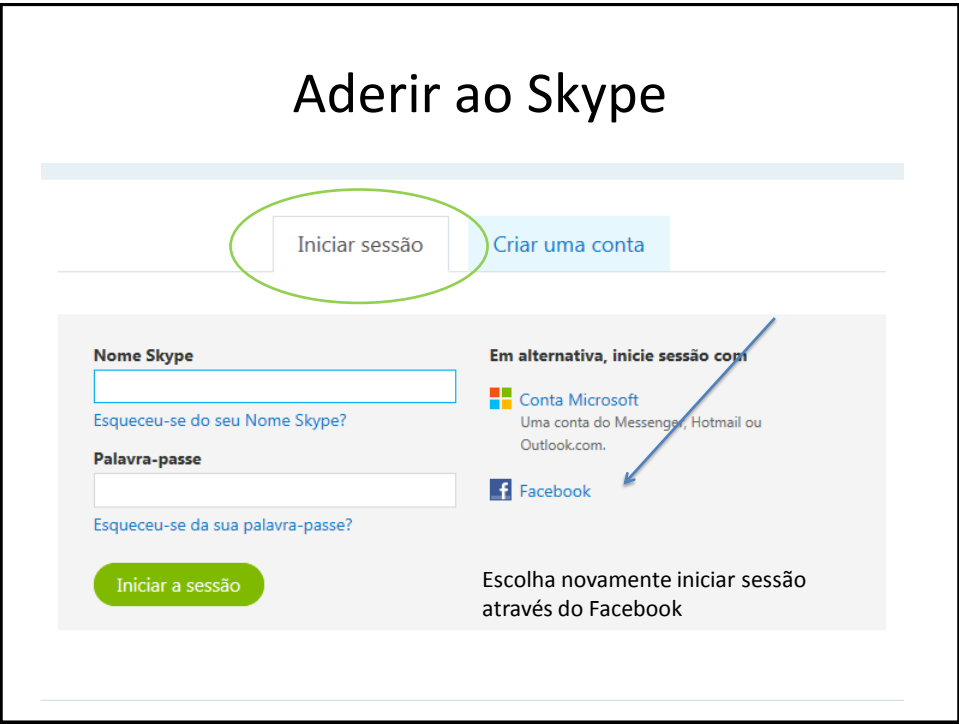 Aderir ao Skype
Iniciar sessão
Criar uma conta
Nome Skype
Esqueceu-se do seu Nome Skype?
Palavra-passe
Esqueceu-se da sua palavra-passe?
Iniciar a sessão
Em alternativa, inicie sessão com
Conta Microsoft
Uma conta do Messenger, Hotmail ou
Outlook.com.
Facebook
Escolha novamente iniciar sessão
através do Facebook